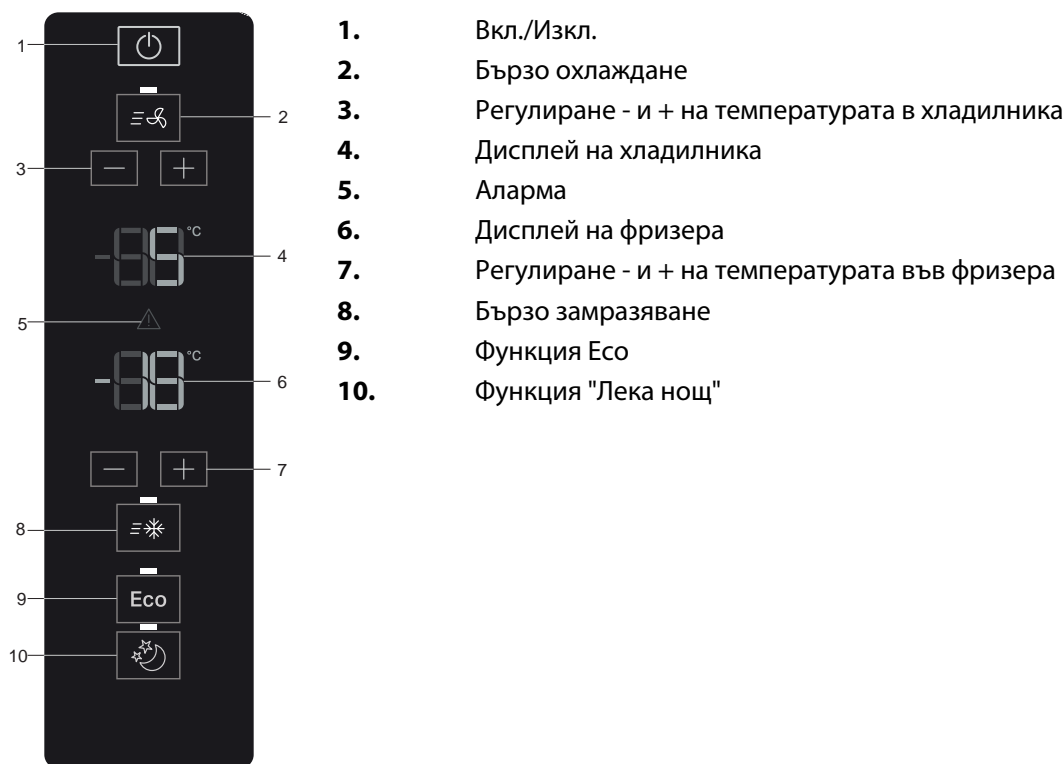 1
2
3
°C
4
5
°C
6
7
8
Eco
9
10
1. Вкл./Изкл.
2. Бързо охлаждане
3. Регулиране - и + на температурата в хладилника
4. Дисплей на хладилника
5. Аларма
6. Дисплей на фризера
7. Регулиране - и + на температурата във фризера
8. Бързо замразяване
9. Функция Eco
10. Функция "Лека нощ"